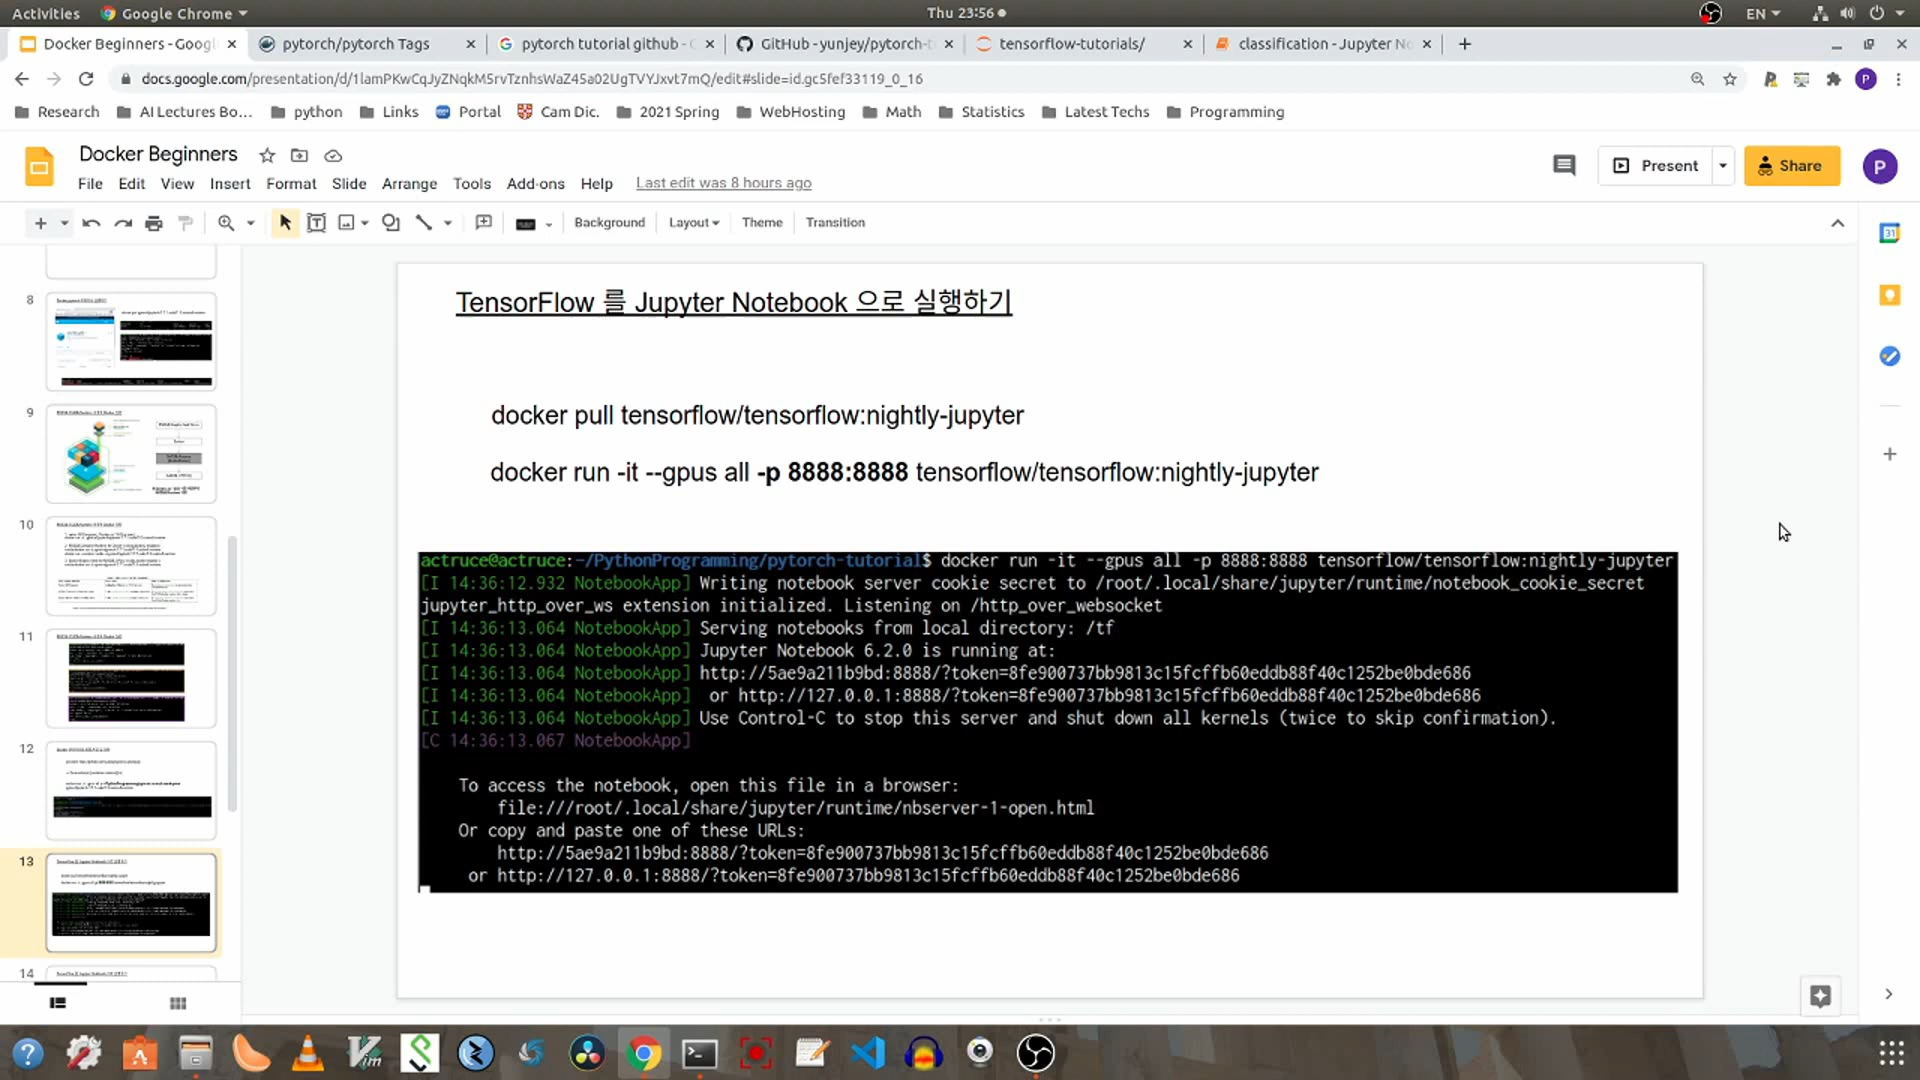 Activities
Google Chrome
Thu 23:56
EN
Docker Beginners - Googl
pytorch/pytorch Tags
pytorch tutorial github - G
GitHub - yunjey/pytorch-t
tensorflow-tutorials/
classification - Jupyter No
docs.google.com/presentation/d/1lamPKwCqJyZNqkM5rvTznhsWaZ45a02UgTVYJxvt7mQ/edit#slide=id.gc5fef33119_0_16
P
Research
AI Lectures Bo...
python
Links
Portal
Cam Dic.
2021 Spring
WebHosting
Math
Statistics
Latest Techs
Programming
Docker Beginners
Present
Share
P
File Edit View Insert Format Slide Arrange Tools Add-ons Help Last edit was 8 hours ago
Background Layout Theme Transition
31
8
9
10
11
12
13
14
TensorFlow 를 Jupyter Notebook 으로 실행하기
docker pull tensorflow/tensorflow:nightly-jupyter
docker run -it --gpus all -p 8888:8888 tensorflow/tensorflow:nightly-jupyter
actruce@actruce:~/PythonProgramming/pytorch-tutorial$ docker run -it --gpus all -p 8888:8888 tensorflow/tensorflow:nightly-jupyter
[I 14:36:12.932 NotebookApp] Writing notebook server cookie secret to /root/.local/share/jupyter/runtime/notebook_cookie_secret
jupyter_http_over_ws extension initialized. Listening on /http_over_websocket
[I 14:36:13.064 NotebookApp] Serving notebooks from local directory: /tf
[I 14:36:13.064 NotebookApp] Jupyter Notebook 6.2.0 is running at:
[I 14:36:13.064 NotebookApp] http://5ae9a211b9bd:8888/?token=8fe900737bb9813c15fcffb60eddb88f40c1252be0bde686
[I 14:36:13.064 NotebookApp]  or http://127.0.0.1:8888/?token=8fe900737bb9813c15fcffb60eddb88f40c1252be0bde686
[I 14:36:13.064 NotebookApp] Use Control-C to stop this server and shut down all kernels (twice to skip confirmation).
[C 14:36:13.067 NotebookApp]
To access the notebook, open this file in a browser:
file:///root/.local/share/jupyter/runtime/nbserver-1-open.html
Or copy and paste one of these URLs:
http://5ae9a211b9bd:8888/?token=8fe900737bb9813c15fcffb60eddb88f40c1252be0bde686
or http://127.0.0.1:8888/?token=8fe900737bb9813c15fcffb60eddb88f40c1252be0bde686